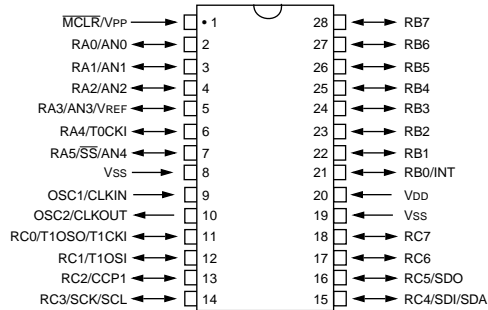 MCLR/VPP • 1 28 RB7
RA0/AN0 2 27 RB6
RA1/AN1 3 26 RB5
RA2/AN2 4 25 RB4
RA3/AN3/VREF 5 24 RB3
RA4/T0CKI 6 23 RB2
RA5/SS/AN4 7 22 RB1
VSS 8 21 RB0/INT
OSC1/CLKIN 9 20 VDD
OSC2/CLKOUT 10 19 VSS
RC0/T1OSO/T1CKI 11 18 RC7
RC1/T1OSI 12 17 RC6
RC2/CCP1 13 16 RC5/SDO
RC3/SCK/SCL 14 15 RC4/SDI/SDA